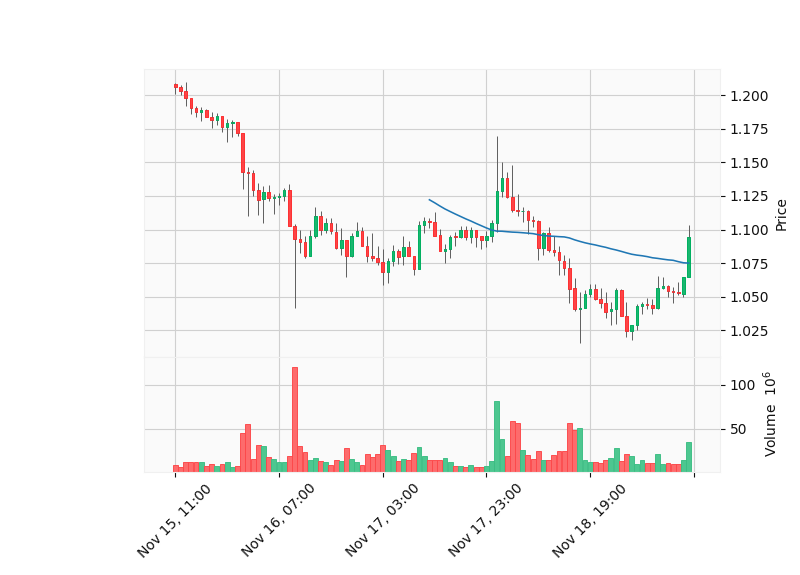 1.200
1.175
1.150
1.125
1.100
1.075
1.050
1.025
Price
100
50
Volume 10⁶
Nov 15, 11:00
Nov 16, 07:00
Nov 17, 03:00
Nov 17, 23:00
Nov 18, 19:00